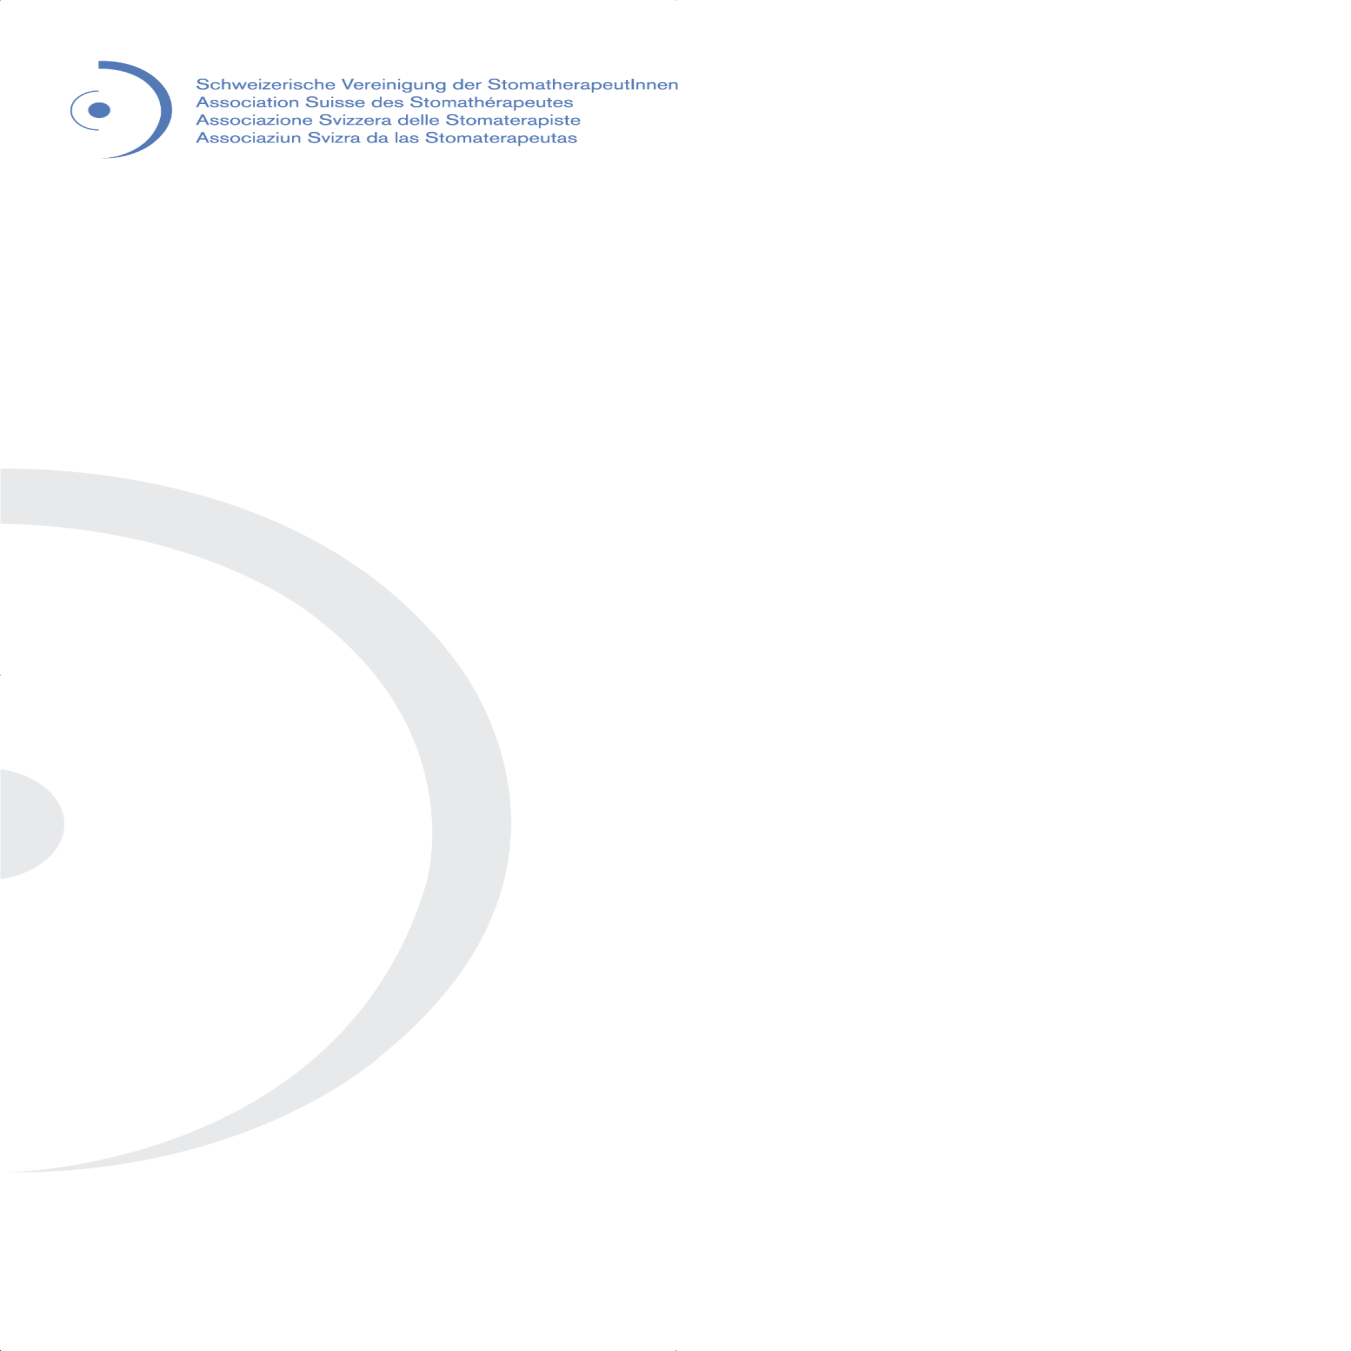 Schweizerische Vereinigung der StomatherapeutInnen
Association Suisse des Stomathérapeutes
Associazione Svizzera delle Stomaterapiste
Associaziun Svizra da las Stomaterapeutas